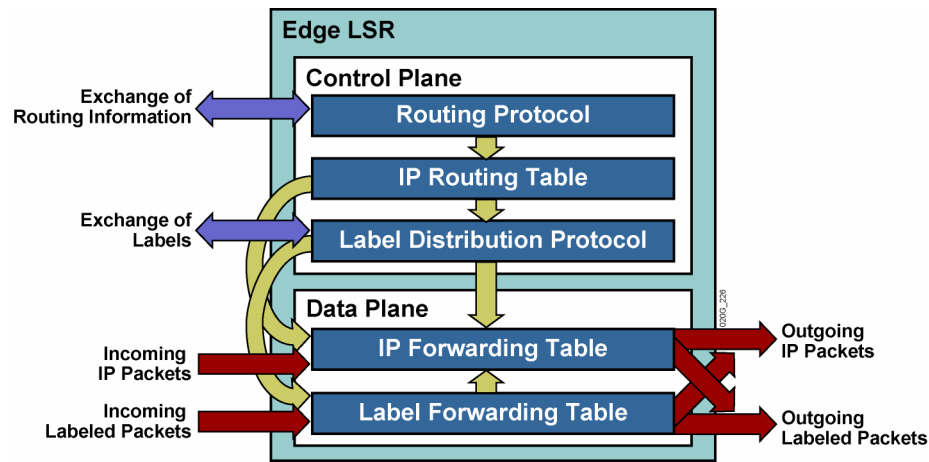 Edge LSR
Control Plane
Exchange of
Routing Information
Routing Protocol
IP Routing Table
Exchange of
Labels
Label Distribution Protocol
Data Plane
020G_226
Incoming
IP Packets
IP Forwarding Table
Outgoing
IP Packets
Incoming
Labeled Packets
Label Forwarding Table
Outgoing
Labeled Packets